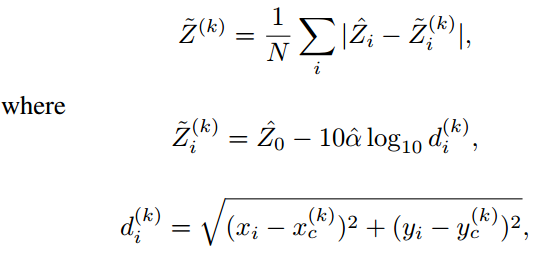 $\tilde{Z}^{(k)} = \frac{1}{N} \sum_{i} |\hat{Z}_i - \tilde{Z}_i^{(k)}|,$
where
$\tilde{Z}_i^{(k)} = \hat{Z}_0 - 10\hat{\alpha} \log_{10} d_i^{(k)},$
$d_i^{(k)} = \sqrt{(x_i - x_c^{(k)})^2 + (y_i - y_c^{(k)})^2},$